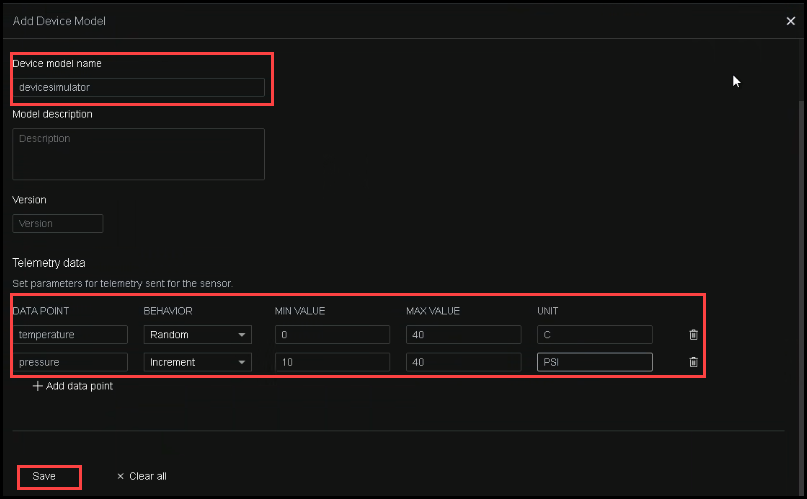 Add Device Model
Device model name
devicesimulator
Model description
Description
Version
Version
Telemetry data
Set parameters for telemetry sent for the sensor.
DATA POINT BEHAVIOR MIN VALUE MAX VALUE UNIT
temperature Random 0 40 C
pressure Increment 10 40 PSI
Add data point
Save Clear all